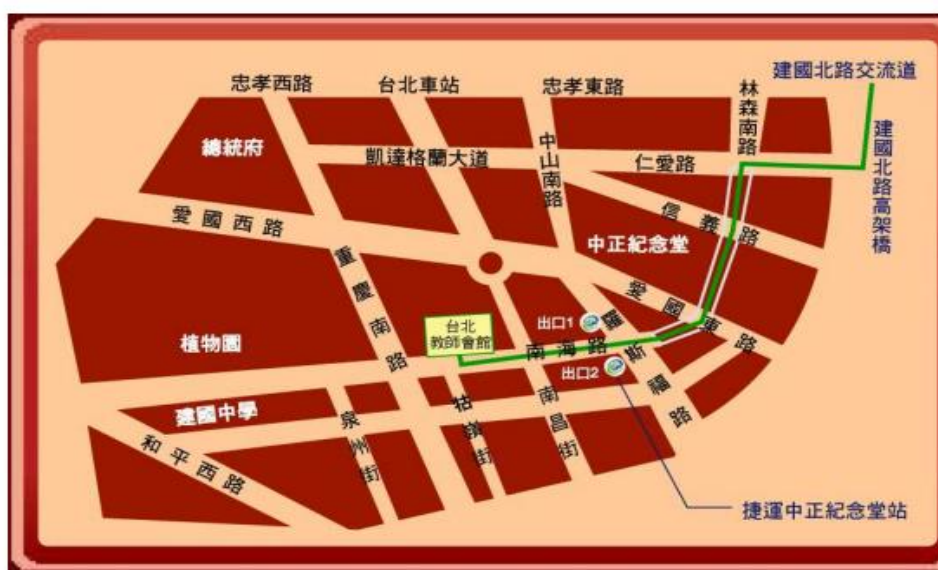 建國北路交流道
忠孝西路
台北車站
忠孝東路
林森南路
建國北路高架橋
總統府
凱達格蘭大道
中山南路
仁愛路
愛國西路
信義路
中正紀念堂
重慶南路
愛國東路
植物園
台北
教師會館
出口1
南海路
羅斯福路
出口2
建國中學
泉州街
牯嶺街
南昌街
和平西路
捷運中正紀念堂站